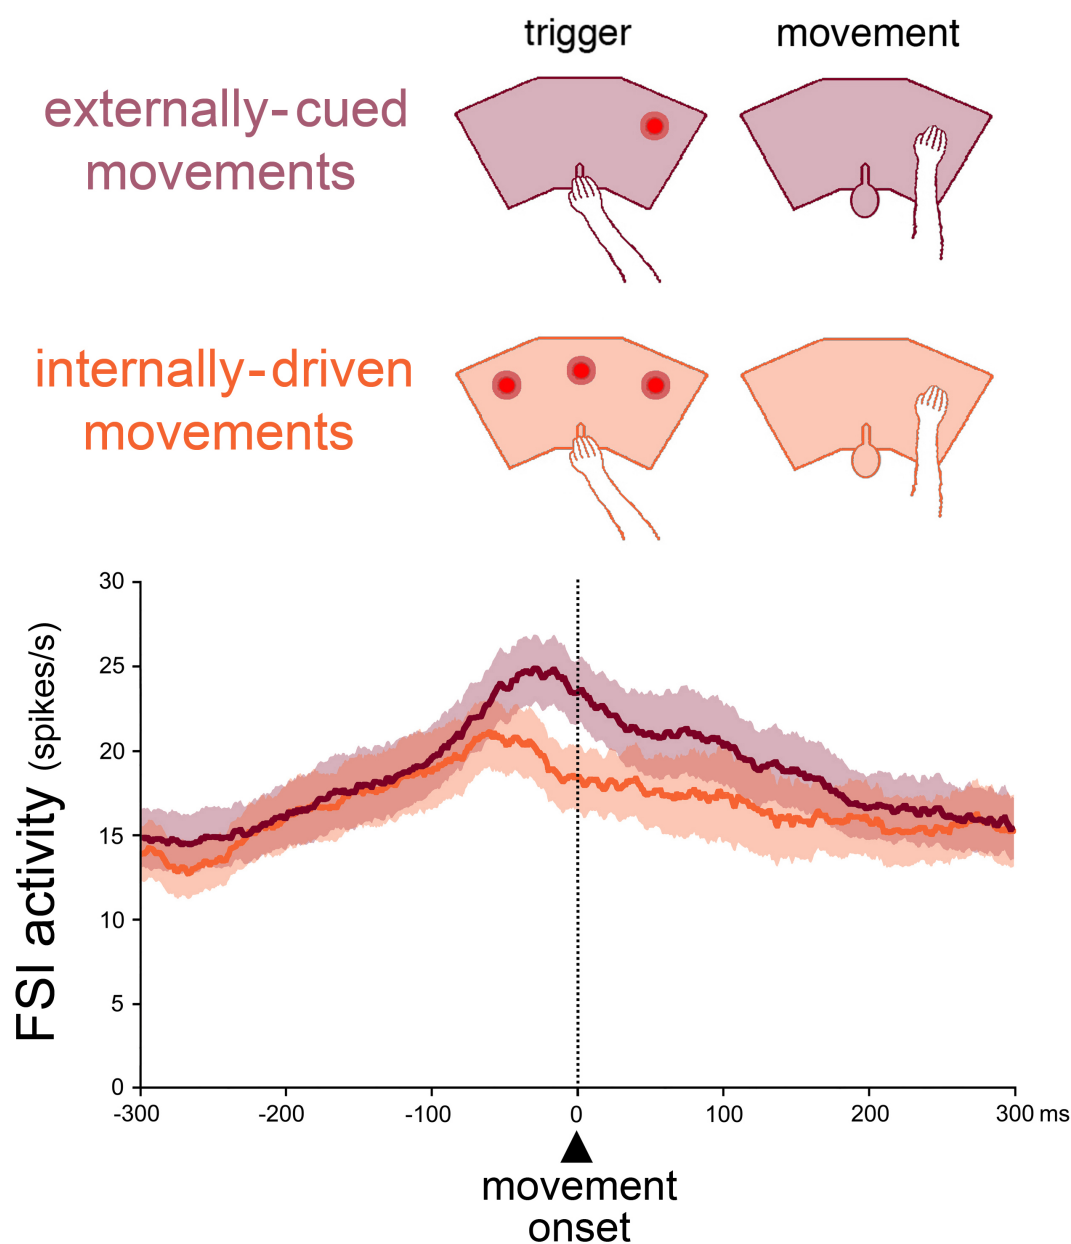 trigger
movement
externally-cued
movements
internally-driven
movements
FSI activity (spikes/s)
30
25
20
15
10
5
0
-300
-200
-100
0
100
200
300 ms
movement
onset